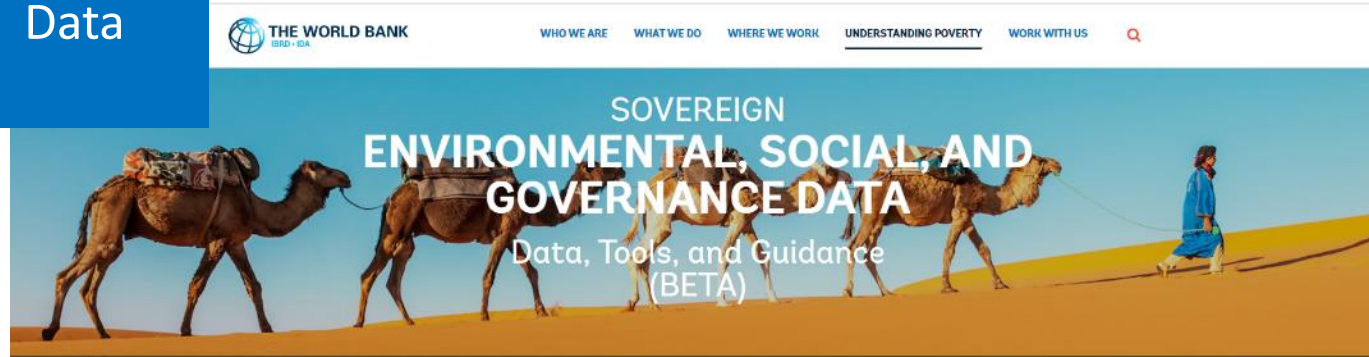 Data
THE WORLD BANK
IBRD • IDA
WHO WE ARE WHAT WE DO WHERE WE WORK UNDERSTANDING POVERTY WORK WITH US
SOVEREIGN
ENVIRONMENTAL, SOCIAL, AND
GOVERNANCE DATA
Data, Tools, and Guidance
(BETA)